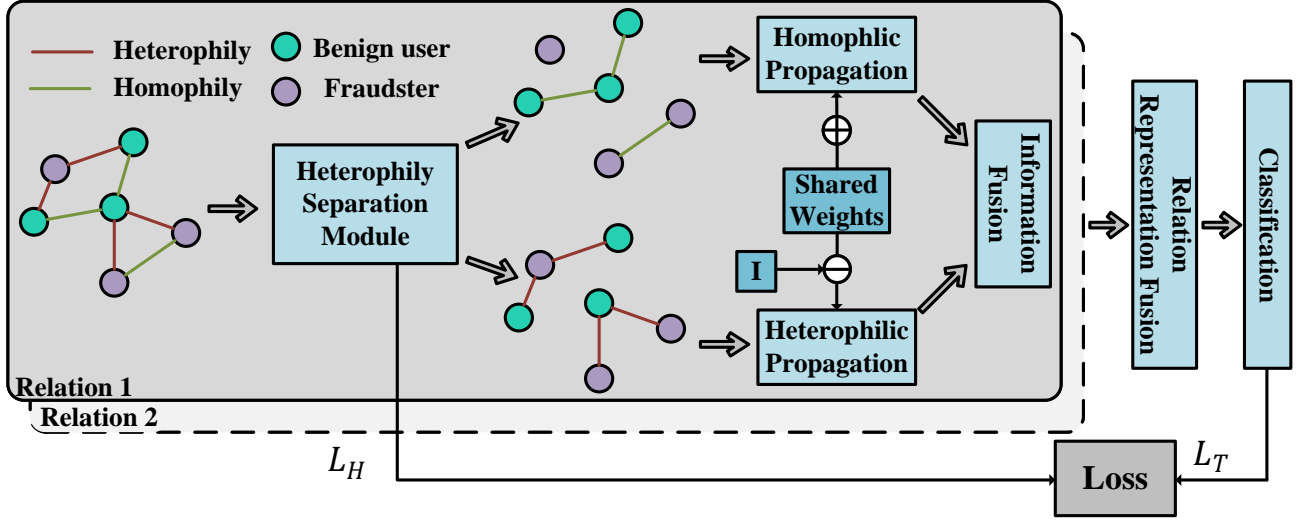 Heterophily
Homophily
Benign user
Fraudster
Heterophily
Separation
Module
Homophlic
Propagation
Shared
Weights
I
Heterophilic
Propagation
Information
Fusion
Relation
Representation Fusion
Classification
Relation 1
Relation 2
L_H
L_T
Loss